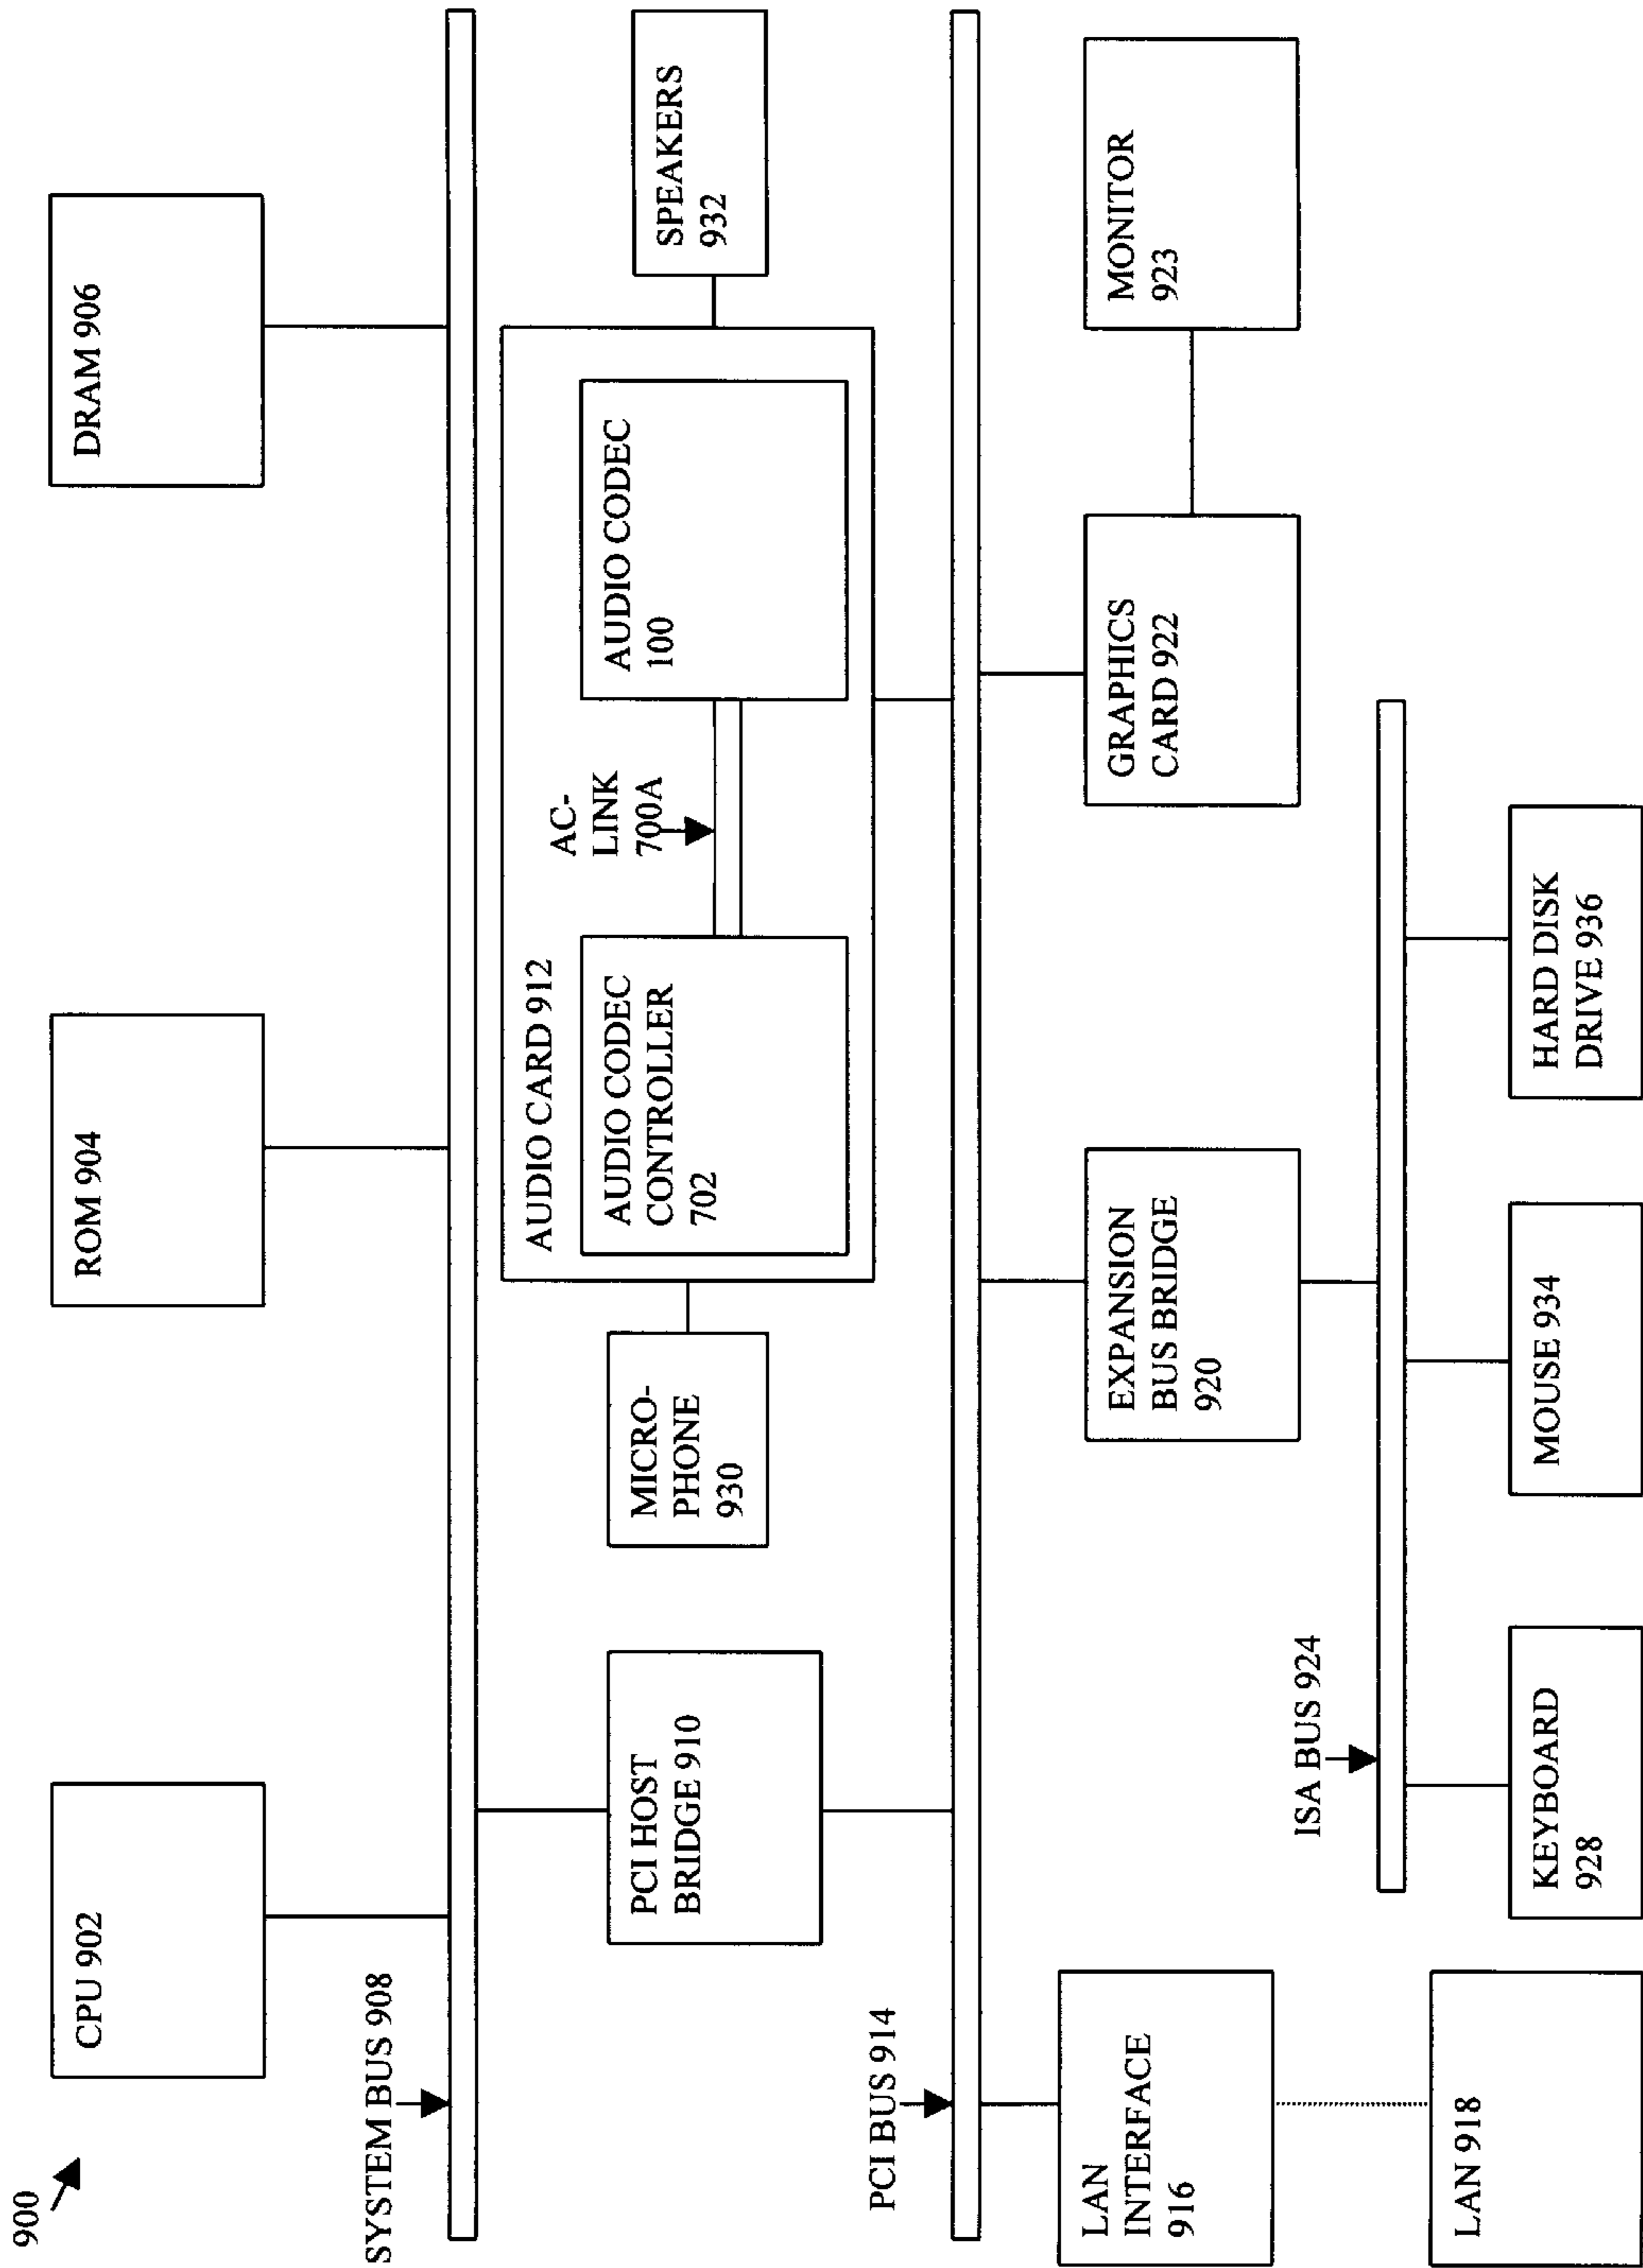 900
CPU 902
ROM 904
DRAM 906
SYSTEM BUS 908
PCI HOST
BRIDGE 910
MICRO-
PHONE
930
AUDIO CARD 912
AUDIO CODEC
CONTROLLER
702
AC-
LINK
700A
AUDIO CODEC
100
SPEAKERS
932
PCI BUS 914
LAN
INTERFACE
916
EXPANSION
BUS BRIDGE
920
GRAPHICS
CARD 922
MONITOR
923
ISA BUS 924
LAN 918
KEYBOARD
928
MOUSE 934
HARD DISK
DRIVE 936